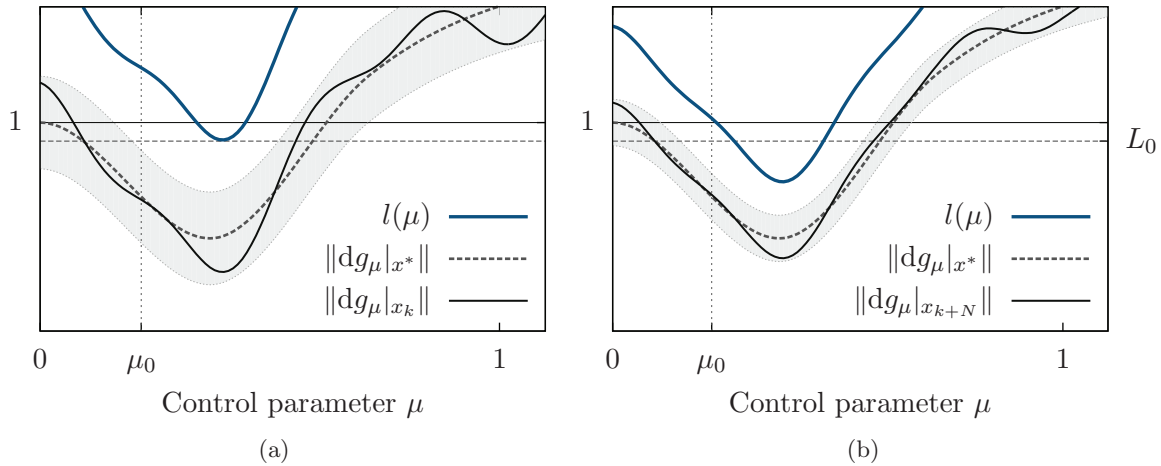 1
l(μ)
‖dg_μ|_{x*}‖
‖dg_μ|_{x_k}‖
0
μ₀
1
Control parameter μ
(a)
1
L₀
l(μ)
‖dg_μ|_{x*}‖
‖dg_μ|_{x_{k+N}}‖
0
μ₀
1
Control parameter μ
(b)